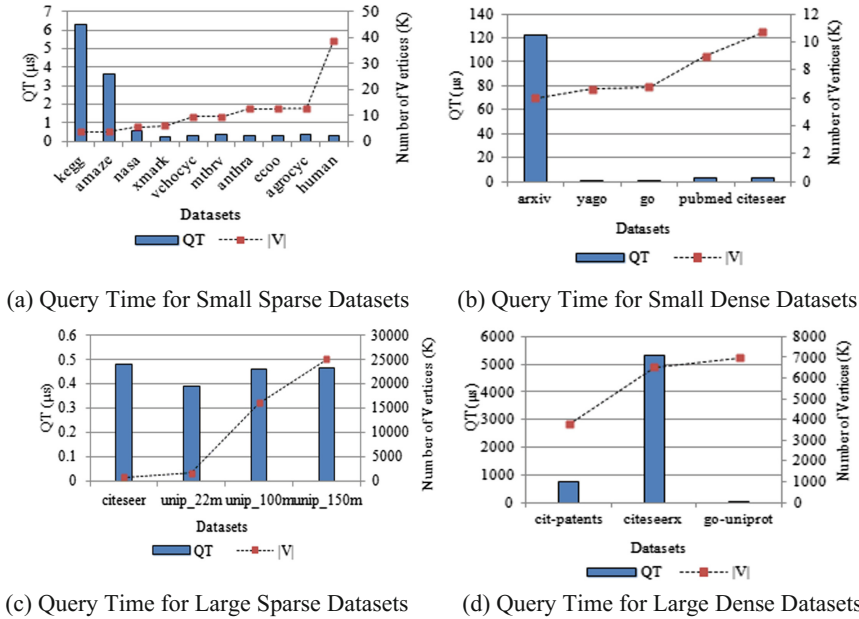 7
6
5
4
3
2
1
0
QT (µs)
50
40
30
20
10
0
Number of Vertices (K)
kegg
amaze
nasa
xmark
vchocyc
mtbrv
anthra
ecoo
agrocyc
human
Datasets
QT |V|
(a) Query Time for Small Sparse Datasets
140
120
100
80
60
40
20
0
QT (µs)
12
10
8
6
4
2
0
Number of Vertices (K)
arxiv yago go pubmed citeseer
Datasets
QT |V|
(b) Query Time for Small Dense Datasets
0.6
0.5
0.4
0.3
0.2
0.1
0
QT (µs)
30000
25000
20000
15000
10000
5000
0
Number of Vertices (K)
citeseer unip_22m unip_100m unip_150m
Datasets
QT |V|
(c) Query Time for Large Sparse Datasets
6000
5000
4000
3000
2000
1000
0
QT (µs)
8000
7000
6000
5000
4000
3000
2000
1000
0
Number of Vertices (K)
cit-patents citeseerx go-uniprot
Datasets
QT |V|
(d) Query Time for Large Dense Datasets